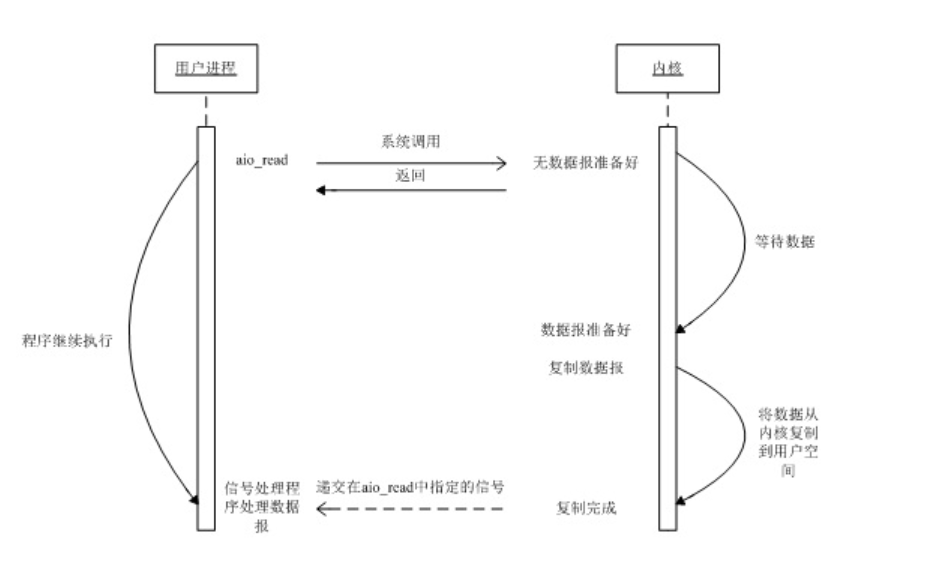 用户进程
内核
系统调用
aio_read
无数据报准备好
返回
等待数据
数据报准备好
程序继续执行
复制数据报
将数据从
内核复制
到用户空
间
信号处理程
序处理数据
报
递交在aio_read中指定的信号
复制完成